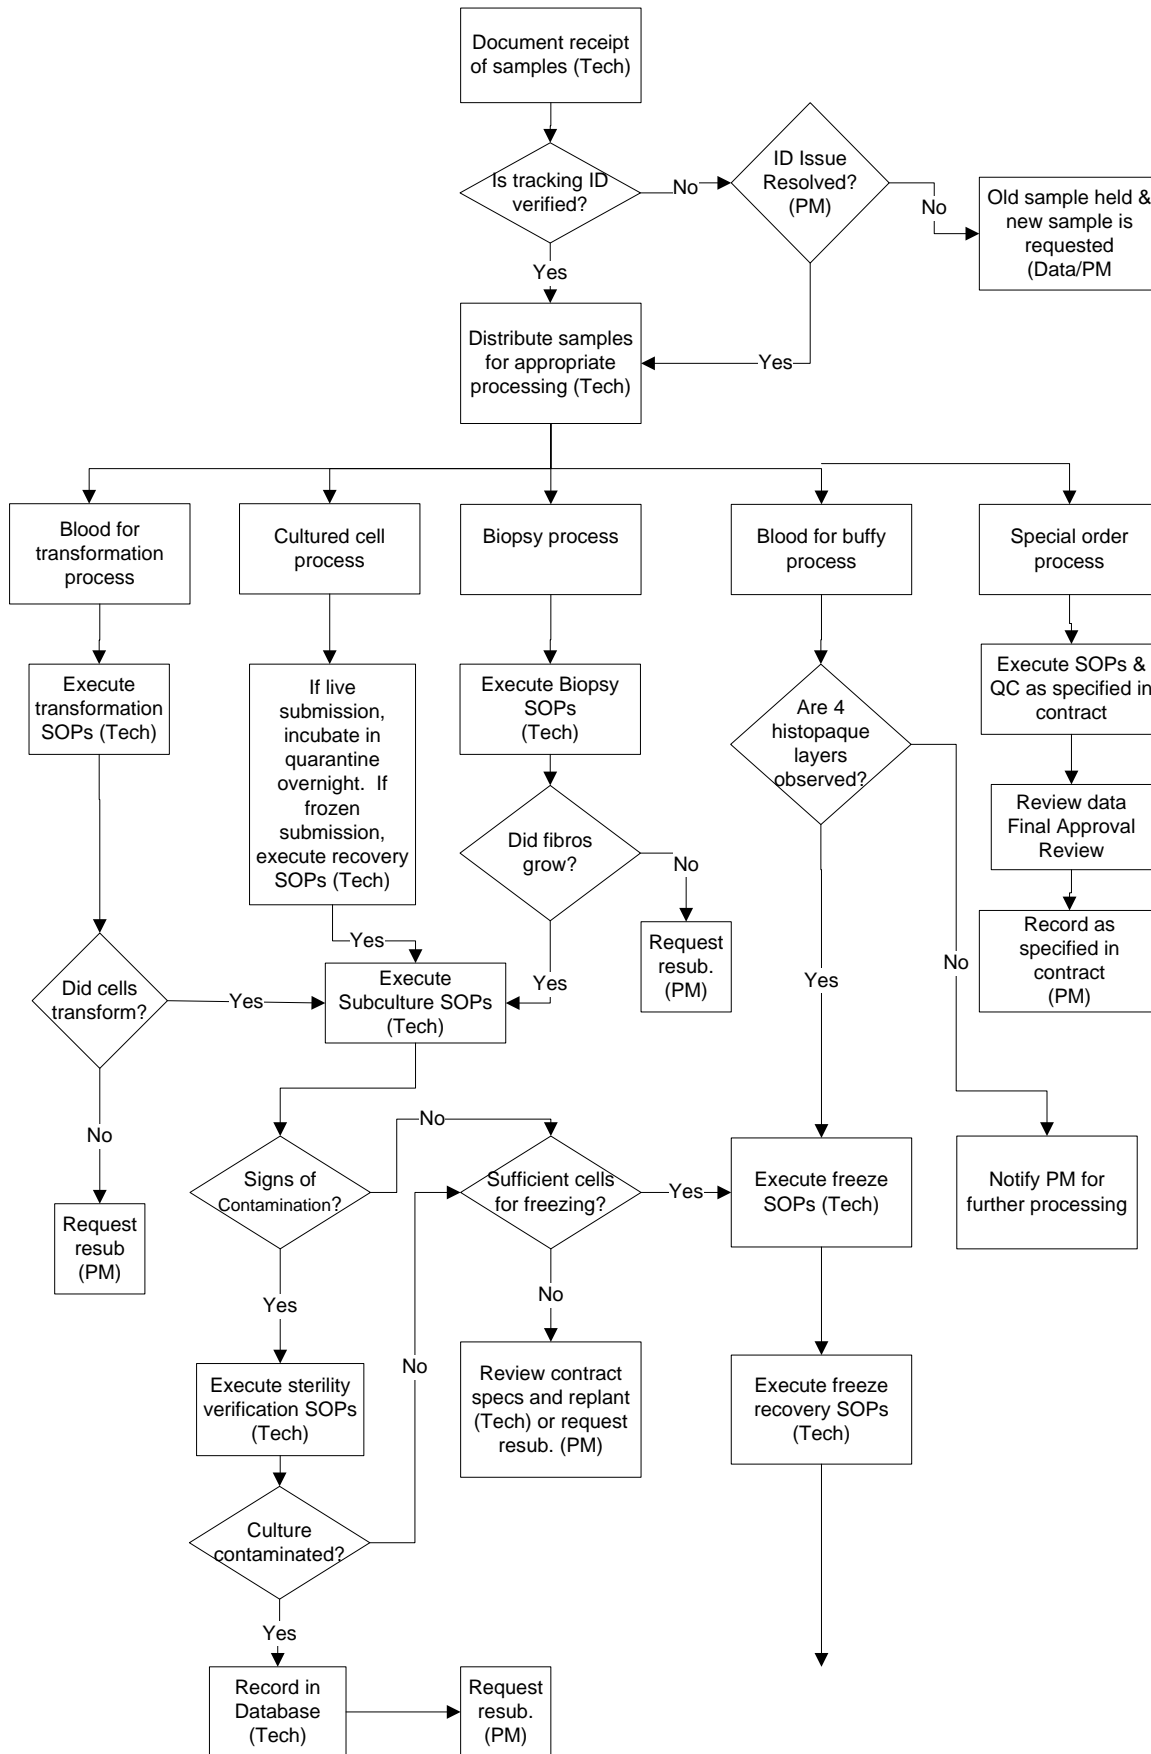 Document receipt
of samples (Tech)
Is tracking ID
verified?
No
ID Issue
Resolved?
(PM)
No
Old sample held &
new sample is
requested
(Data/PM
Yes
Distribute samples
for appropriate
processing (Tech)
Yes
Blood for
transformation
process
Cultured cell
process
Biopsy process
Blood for buffy
process
Special order
process
Execute
transformation
SOPs (Tech)
If live
submission,
incubate in
quarantine
overnight.  If
frozen
submission,
execute recovery
SOPs (Tech)
Execute Biopsy
SOPs
(Tech)
Are 4
histopaque
layers
observed?
Execute SOPs &
QC as specified in
contract
Review data
Final Approval
Review
Did fibros
grow?
No
Request
resub.
(PM)
Record as
specified in
contract
(PM)
Yes
Yes
Yes
No
Did cells
transform?
Yes
Execute
Subculture SOPs
(Tech)
No
Request
resub
(PM)
Signs of
Contamination?
No
Sufficient cells
for freezing?
Yes
Execute freeze
SOPs (Tech)
Notify PM for
further processing
Yes
No
No
Execute sterility
verification SOPs
(Tech)
Review contract
specs and replant
(Tech) or request
resub. (PM)
Execute freeze
recovery SOPs
(Tech)
Culture
contaminated?
Yes
Record in
Database
(Tech)
Request
resub.
(PM)